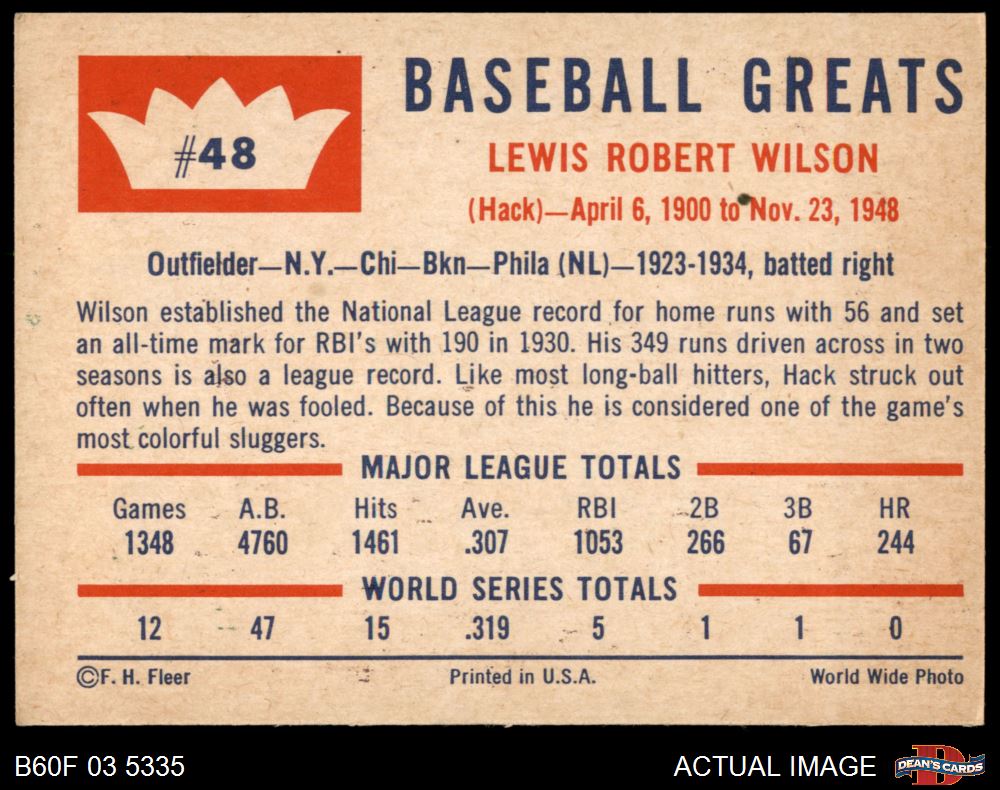 #48
BASEBALL GREATS
LEWIS ROBERT WILSON
(Hack)—April 6, 1900 to Nov. 23, 1948
Outfielder—N.Y.—Chi—Bkn—Phila (NL)—1923-1934, batted right
Wilson established the National League record for home runs with 56 and set
an all-time mark for RBI's with 190 in 1930. His 349 runs driven across in two
seasons is also a league record. Like most long-ball hitters, Hack struck out
often when he was fooled. Because of this he is considered one of the game's
most colorful sluggers.
MAJOR LEAGUE TOTALS
Games A.B. Hits Ave. RBI 2B 3B HR
1348 4760 1461 .307 1053 266 67 244
WORLD SERIES TOTALS
12 47 15 .319 5 1 1 0
©F. H. Fleer Printed in U.S.A. World Wide Photo
B60F 03 5335 ACTUAL IMAGE DEAN'S CARDS